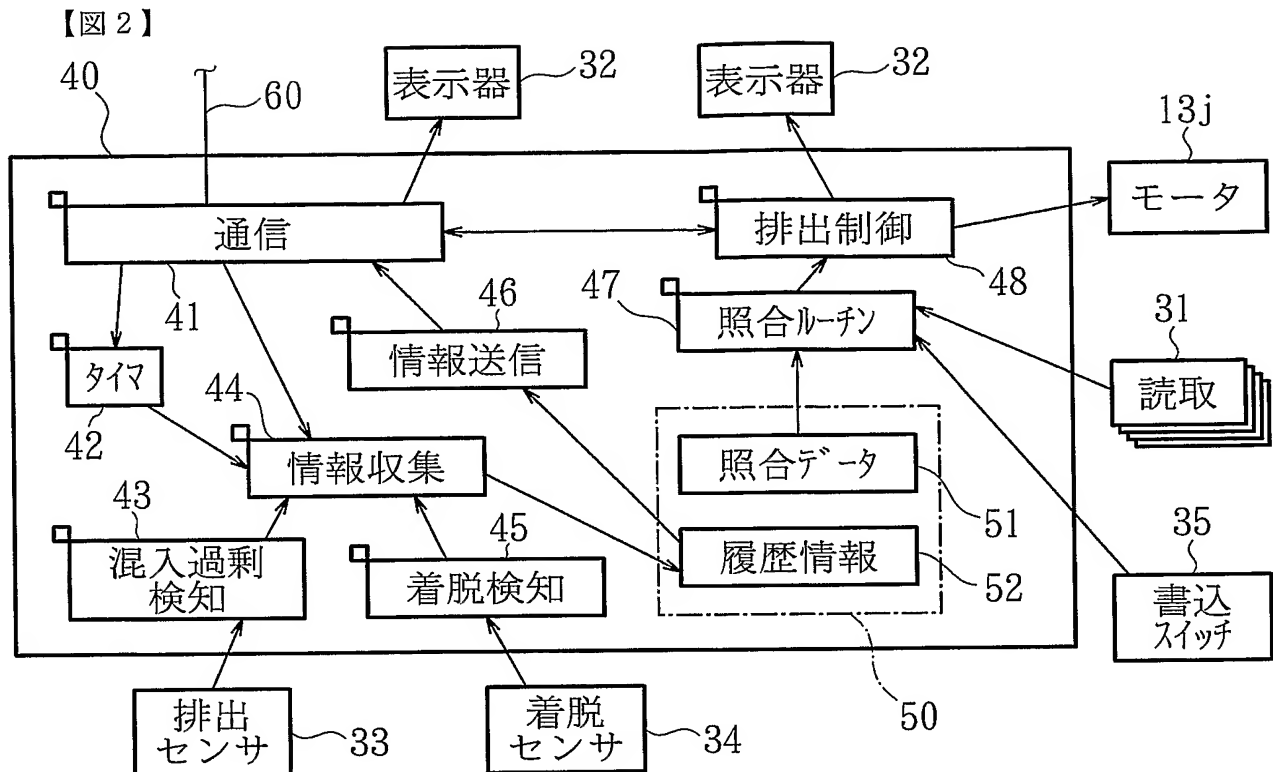 【図2】
表示器
32
表示器
32
40
60
13j
モータ
通信
41
排出制御
48
47
照合ルーチン
46
情報送信
31
読取
タイマ
42
44
情報収集
照合データ
51
43
混入過剰
検知
45
着脱検知
履歴情報
52
35
書込
スイッチ
50
排出
センサ
33
着脱
センサ
34